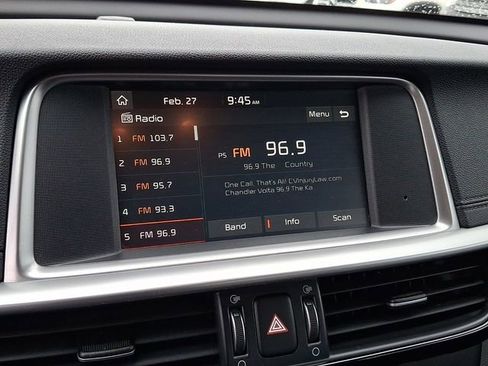 Feb. 27 9:45 AM
Radio Menu
1 FM 103.7
2 FM 96.9
3 FM 95.7
4 FM 93.3
5 FM 96.9
PS FM 96.9
96.9 The Country
One Call, That's All! CVInjuryLaw.com
Chandler Volta 96.9 The Ka
Band Info Scan